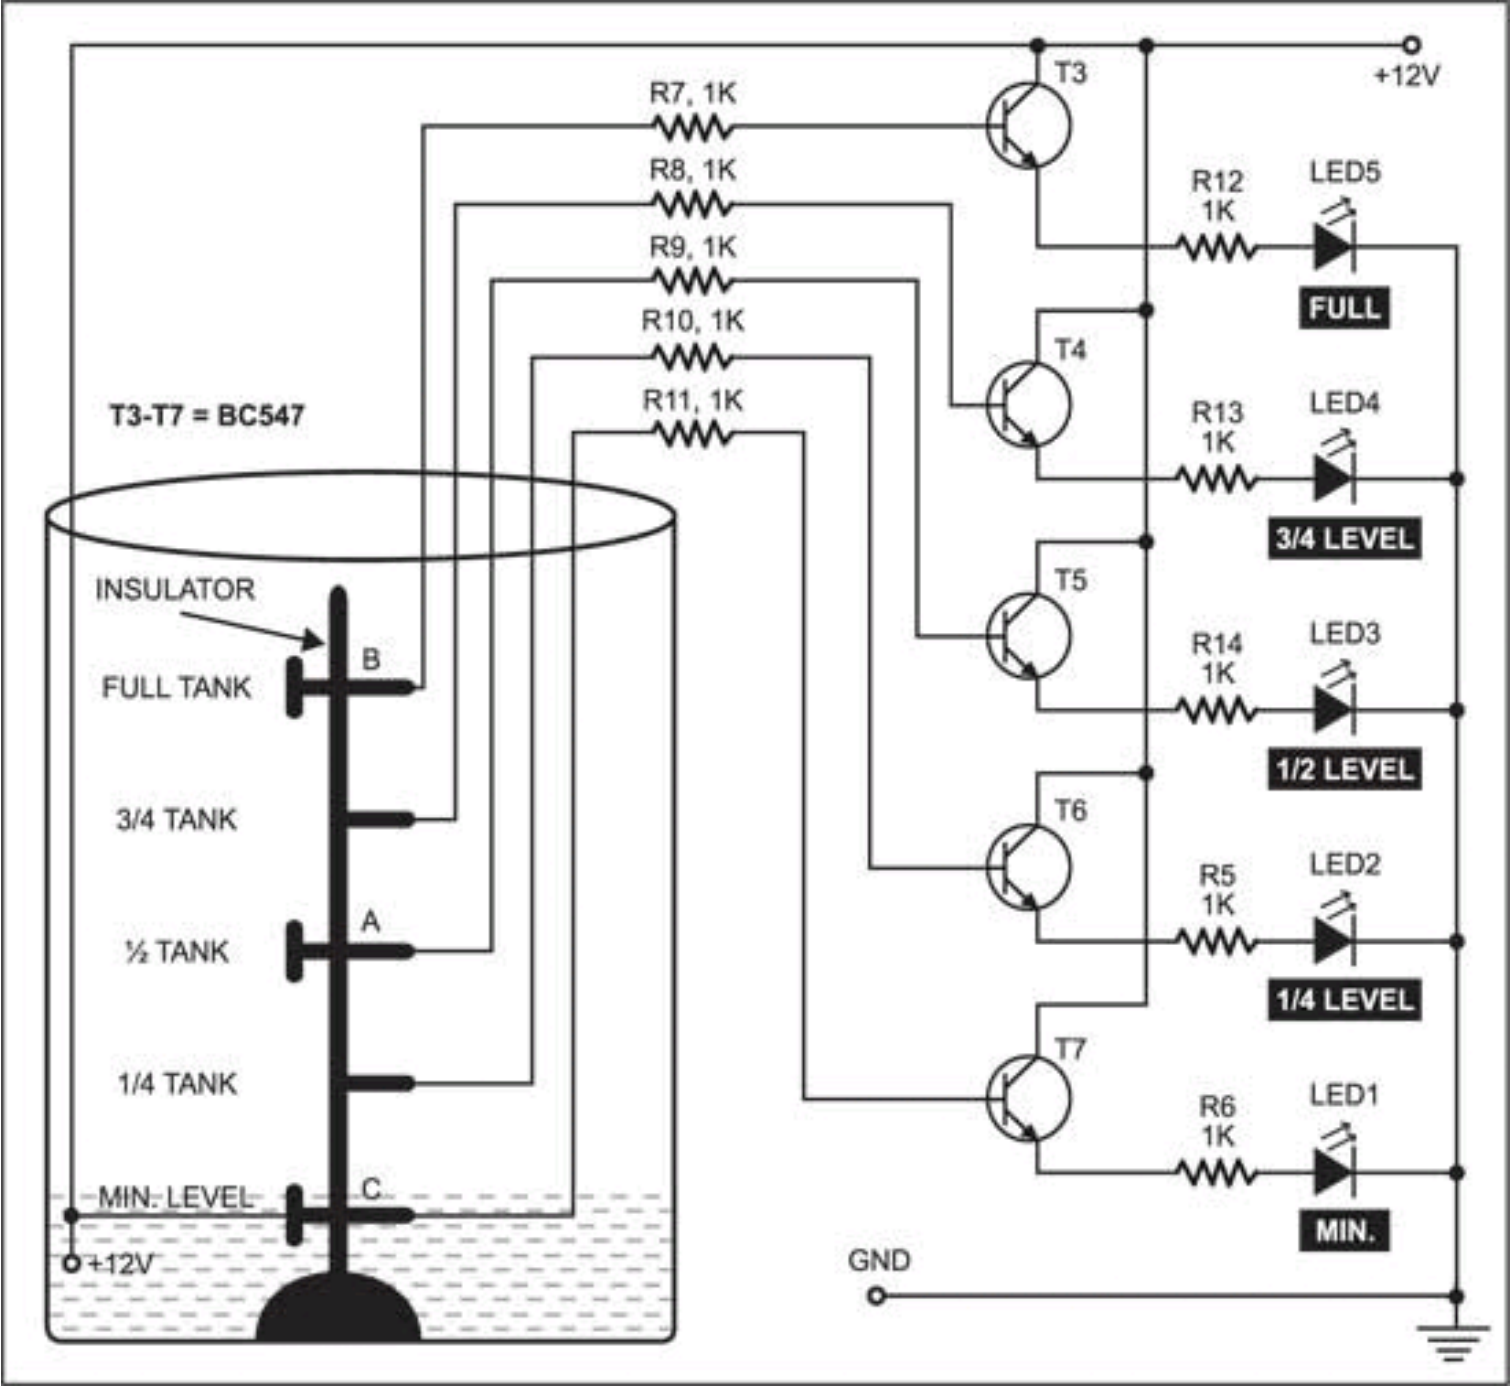 +12V
T3
R7, 1K
R8, 1K
R9, 1K
R10, 1K
R11, 1K
T3-T7 = BC547
R12
1K
LED5
FULL
T4
R13
1K
LED4
3/4 LEVEL
T5
R14
1K
LED3
1/2 LEVEL
T6
R5
1K
LED2
1/4 LEVEL
T7
R6
1K
LED1
MIN.
GND
INSULATOR
B
FULL TANK
3/4 TANK
A
½ TANK
1/4 TANK
C
MIN. LEVEL
+12V